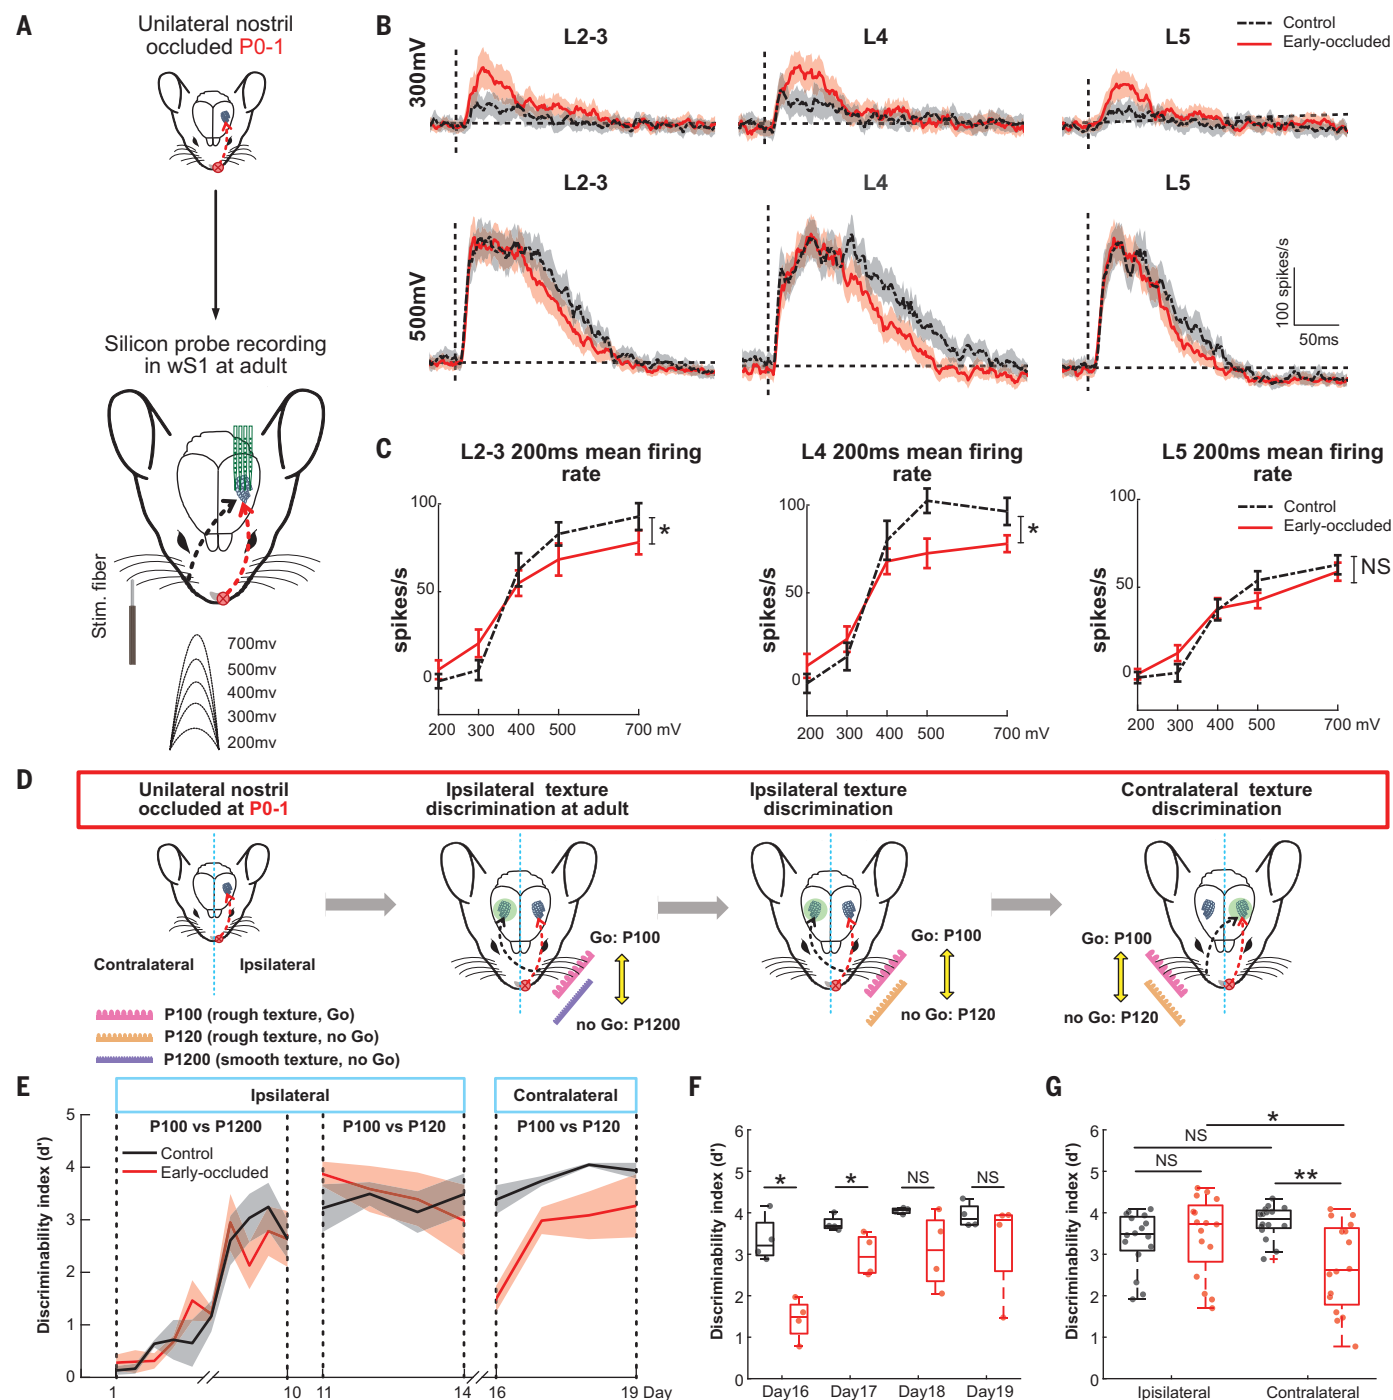 A
Unilateral nostril
occluded P0-1
Silicon probe recording
in wS1 at adult
Stim. fiber
700mv
500mv
400mv
300mv
200mv
B
Control
Early-occluded
L2-3
L4
L5
300mV
L2-3
L4
L5
500mV
100 spikes/s
50ms
C
L2-3 200ms mean firing
rate
spikes/s
100
50
0
200 300 400 500 700 mV
*
L4 200ms mean firing
rate
spikes/s
100
50
0
200 300 400 500 700 mV
*
L5 200ms mean firing
rate
Control
Early-occluded
100
50
0
200 300 400 500 700 mV
NS
D
Unilateral nostril
occluded at P0-1
Ipsilateral texture
discrimination at adult
Ipsilateral texture
discrimination
Contralateral texture
discrimination
Contralateral Ipsilateral
Go: P100
no Go: P1200
Go: P100
no Go: P120
Go: P100
no Go: P120
P100 (rough texture, Go)
P120 (rough texture, no Go)
P1200 (smooth texture, no Go)
E
Ipsilateral
Contralateral
P100 vs P1200
P100 vs P120
P100 vs P120
Control
Early-occluded
Discriminability index (d')
5
4
3
2
1
0
1 10 11 14 16 19 Day
F
Discriminability index (d')
6
5
4
3
2
1
0
* * NS NS
Day16 Day17 Day18 Day19
G
Discriminability index (d')
6
5
4
3
2
1
0
*
NS
NS
**
Ipsilateral Contralateral